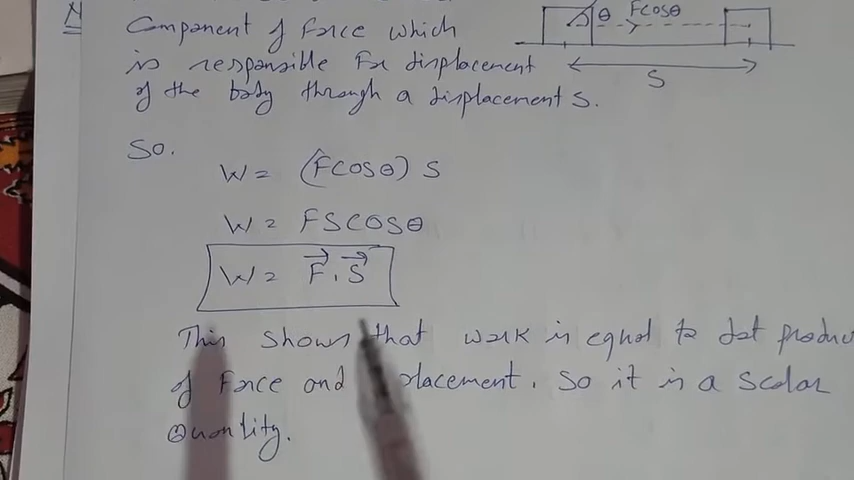 N
Component of Force which
θ FCOSθ
is responsible For displacement
S
of the body through a displacement S.
So.
W = (FCOSθ) S
W = FSCOSθ
W = F⃗ . S⃗
This shows that work is equal to dot product
of Force and placement. So it is a Scalar
Quantity.